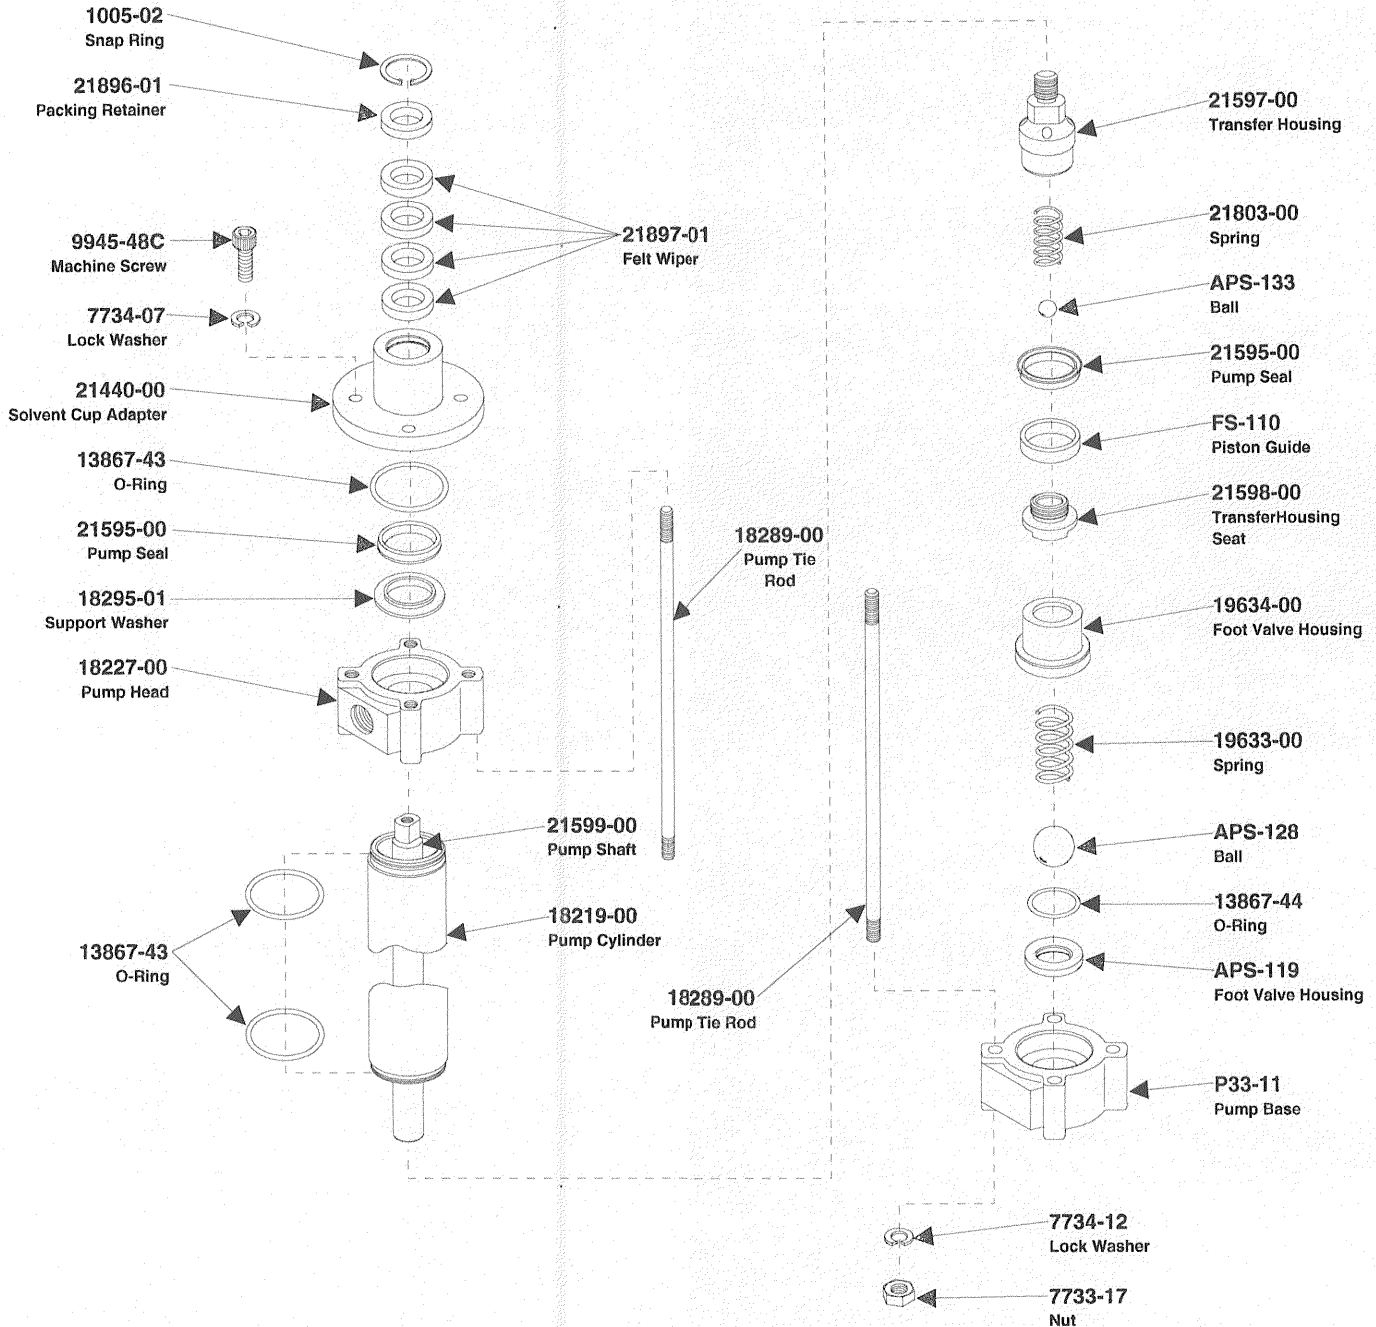 1005-02
Snap Ring
21896-01
Packing Retainer
9945-48C
Machine Screw
7734-07
Lock Washer
21440-00
Solvent Cup Adapter
13867-43
O-Ring
21595-00
Pump Seal
18295-01
Support Washer
18227-00
Pump Head
13867-43
O-Ring
21897-01
Felt Wiper
18289-00
Pump Tie
Rod
21599-00
Pump Shaft
18219-00
Pump Cylinder
18289-00
Pump Tie Rod
21597-00
Transfer Housing
21803-00
Spring
APS-133
Ball
21595-00
Pump Seal
FS-110
Piston Guide
21598-00
TransferHousing
Seat
19634-00
Foot Valve Housing
19633-00
Spring
APS-128
Ball
13867-44
O-Ring
APS-119
Foot Valve Housing
P33-11
Pump Base
7734-12
Lock Washer
7733-17
Nut